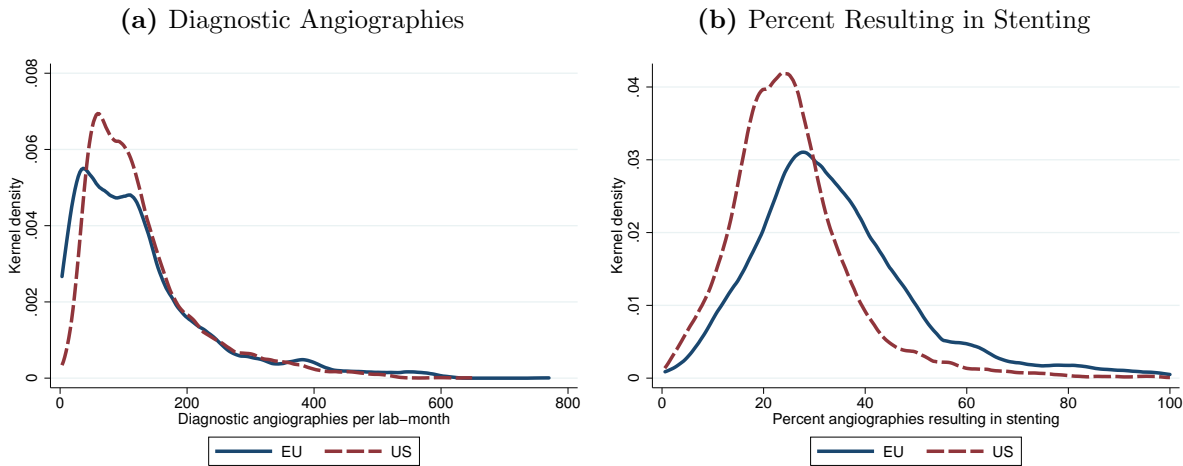 (a) Diagnostic Angiographies
.008
.006
.004
.002
0
Kernel density
0 200 400 600 800
Diagnostic angiographies per lab−month
EU US
(b) Percent Resulting in Stenting
.04
.03
.02
.01
0
Kernel density
0 20 40 60 80 100
Percent angiographies resulting in stenting
EU US